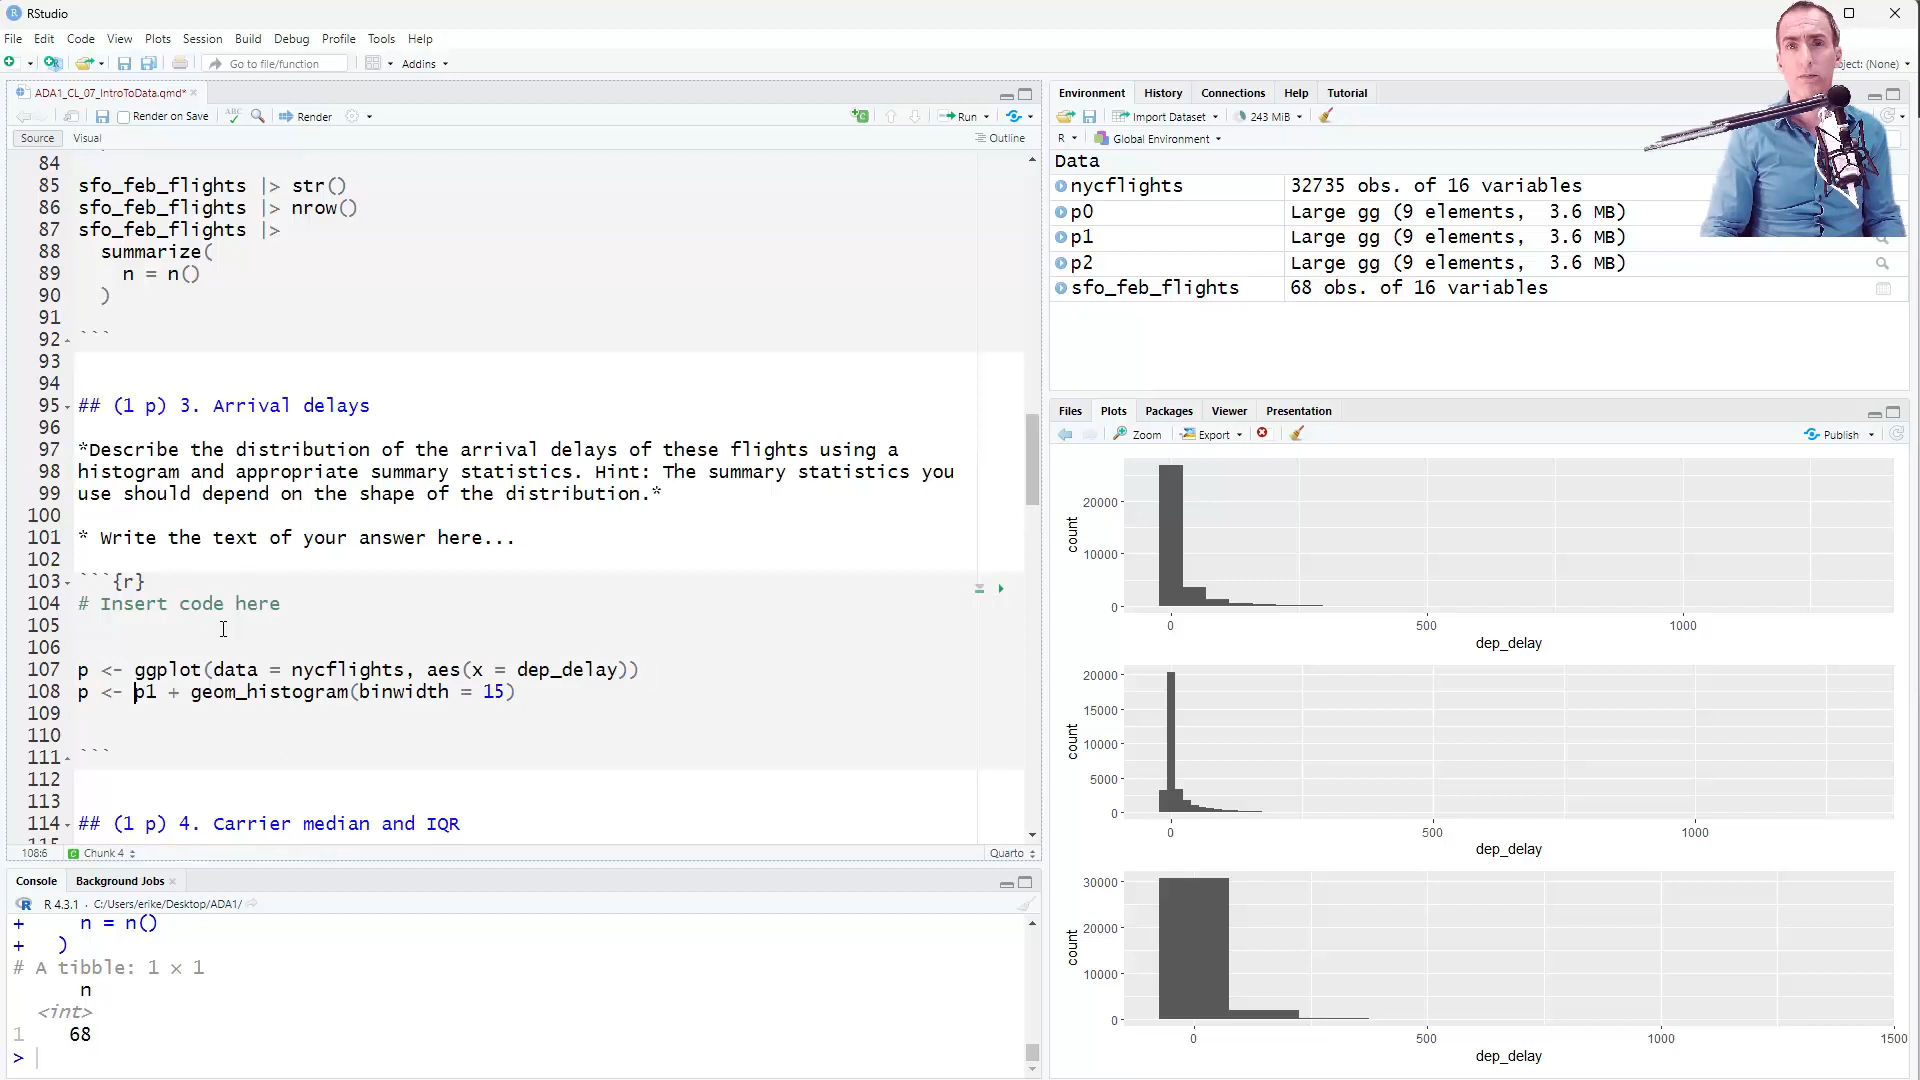 RStudio
File Edit Code View Plots Session Build Debug Profile Tools Help
Go to file/function Addins
ject: (None)
ADA1_CL_07_IntroToData.qmd*
Render on Save Render Run
Source Visual Outline
84
85 sfo_feb_flights |> str()
86 sfo_feb_flights |> nrow()
87 sfo_feb_flights |>
88 summarize(
89 n = n()
90 )
91
92 ```
93
94
95 ## (1 p) 3. Arrival delays
96
97 *Describe the distribution of the arrival delays of these flights using a
98 histogram and appropriate summary statistics. Hint: The summary statistics you
99 use should depend on the shape of the distribution.*
100
101 * Write the text of your answer here...
102
103 ```{r}
104 # Insert code here
105
106
107 p <- ggplot(data = nycflights, aes(x = dep_delay))
108 p <- p1 + geom_histogram(binwidth = 15)
109
110
111 ```
112
113
114 ## (1 p) 4. Carrier median and IQR
108:6 Chunk 4 Quarto
Console Background Jobs
R 4.3.1 · C:/Users/erike/Desktop/ADA1/
+ n = n()
+ )
# A tibble: 1 × 1
n
<int>
1 68
>
Environment History Connections Help Tutorial
Import Dataset 243 MiB
R Global Environment
Data
nycflights 32735 obs. of 16 variables
p0 Large gg (9 elements, 3.6 MB)
p1 Large gg (9 elements, 3.6 MB)
p2 Large gg (9 elements, 3.6 MB)
sfo_feb_flights 68 obs. of 16 variables
Files Plots Packages Viewer Presentation
Zoom Export Publish
count
20000
10000
0
0 500 1000
dep_delay
count
20000
15000
10000
5000
0
0 500 1000
dep_delay
count
30000
20000
10000
0
0 500 1000 1500
dep_delay